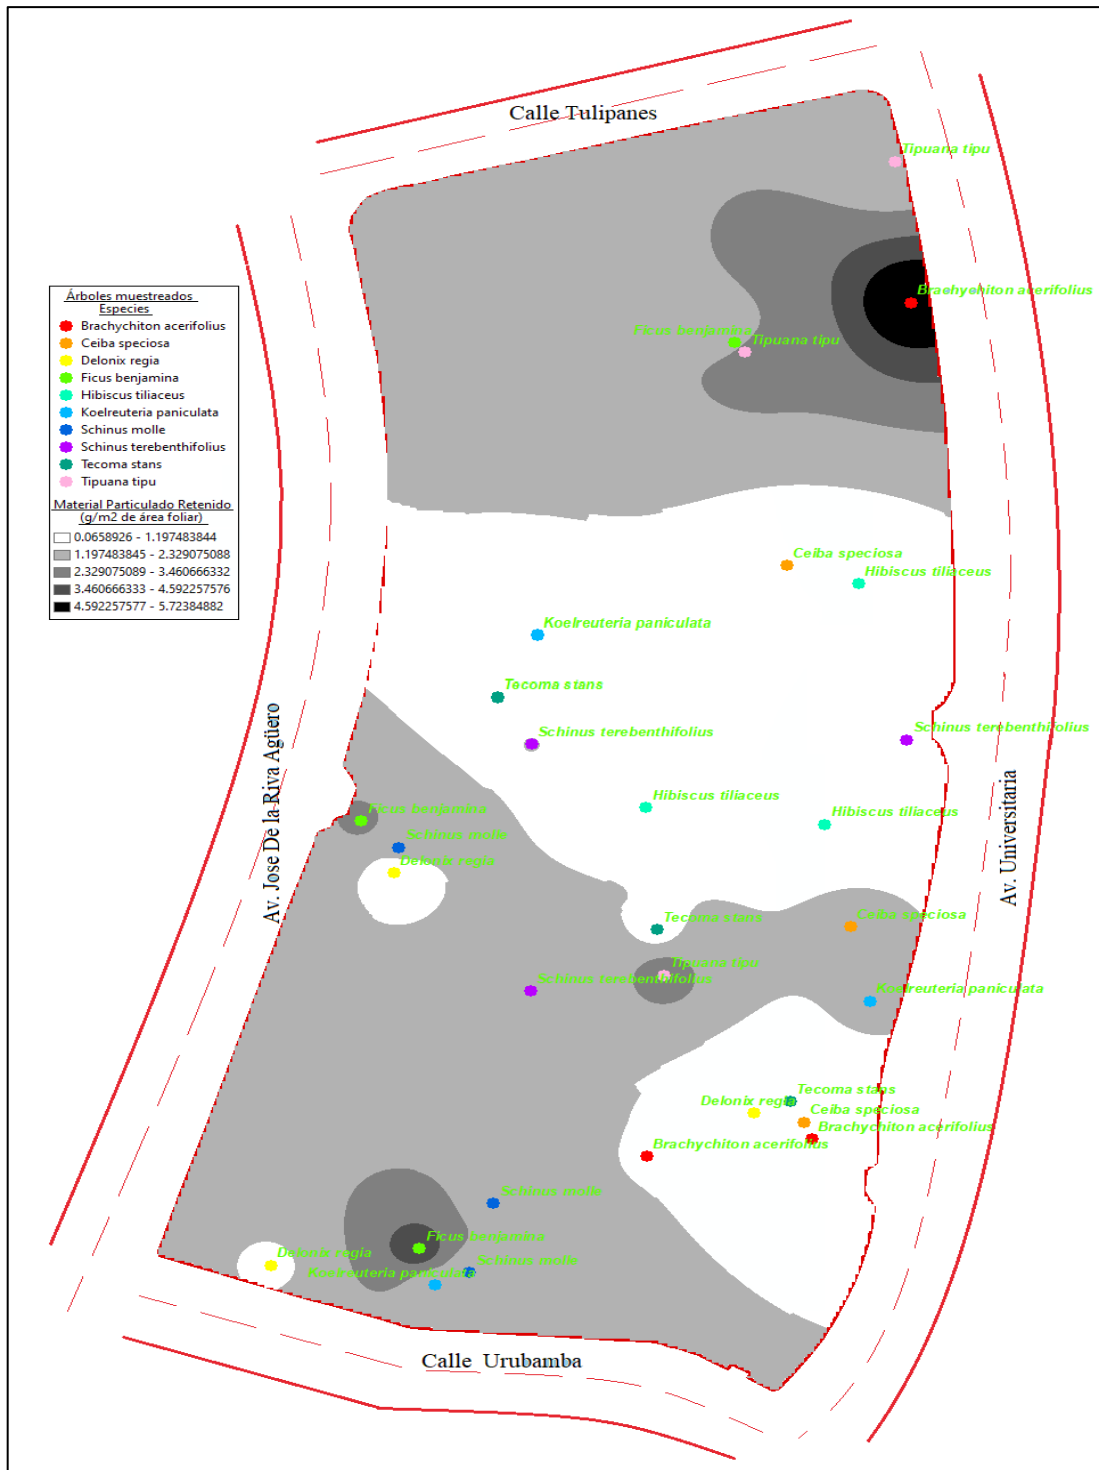 Calle Tulipanes
Tipuana tipu
Brachychiton acerifolius
Ficus benjamina
Tipuana tipu
Árboles muestreados
Especies
Brachychiton acerifolius
Ceiba speciosa
Delonix regia
Ficus benjamina
Hibiscus tiliaceus
Koelreuteria paniculata
Schinus molle
Schinus terebenthifolius
Tecoma stans
Tipuana tipu
Material Particulado Retenido
(g/m2 de área foliar)
0.0658926 - 1.197483844
1.197483845 - 2.329075088
2.329075089 - 3.460666332
3.460666333 - 4.592257576
4.592257577 - 5.72384882
Ceiba speciosa
Hibiscus tiliaceus
Koelreuteria paniculata
Tecoma stans
Schinus terebenthifolius
Schinus terebenthifolius
Av. Jose De la Riva Agüero
Av. Universitaria
Hibiscus tiliaceus
Hibiscus tiliaceus
Ficus benjamina
Schinus molle
Delonix regia
Tecoma stans
Ceiba speciosa
Tipuana tipu
Schinus terebenthifolius
Koelreuteria paniculata
Tecoma stans
Delonix regia
Ceiba speciosa
Brachychiton acerifolius
Brachychiton acerifolius
Schinus molle
Ficus benjamina
Delonix regia
Schinus molle
Koelreuteria paniculata
Calle Urubamba